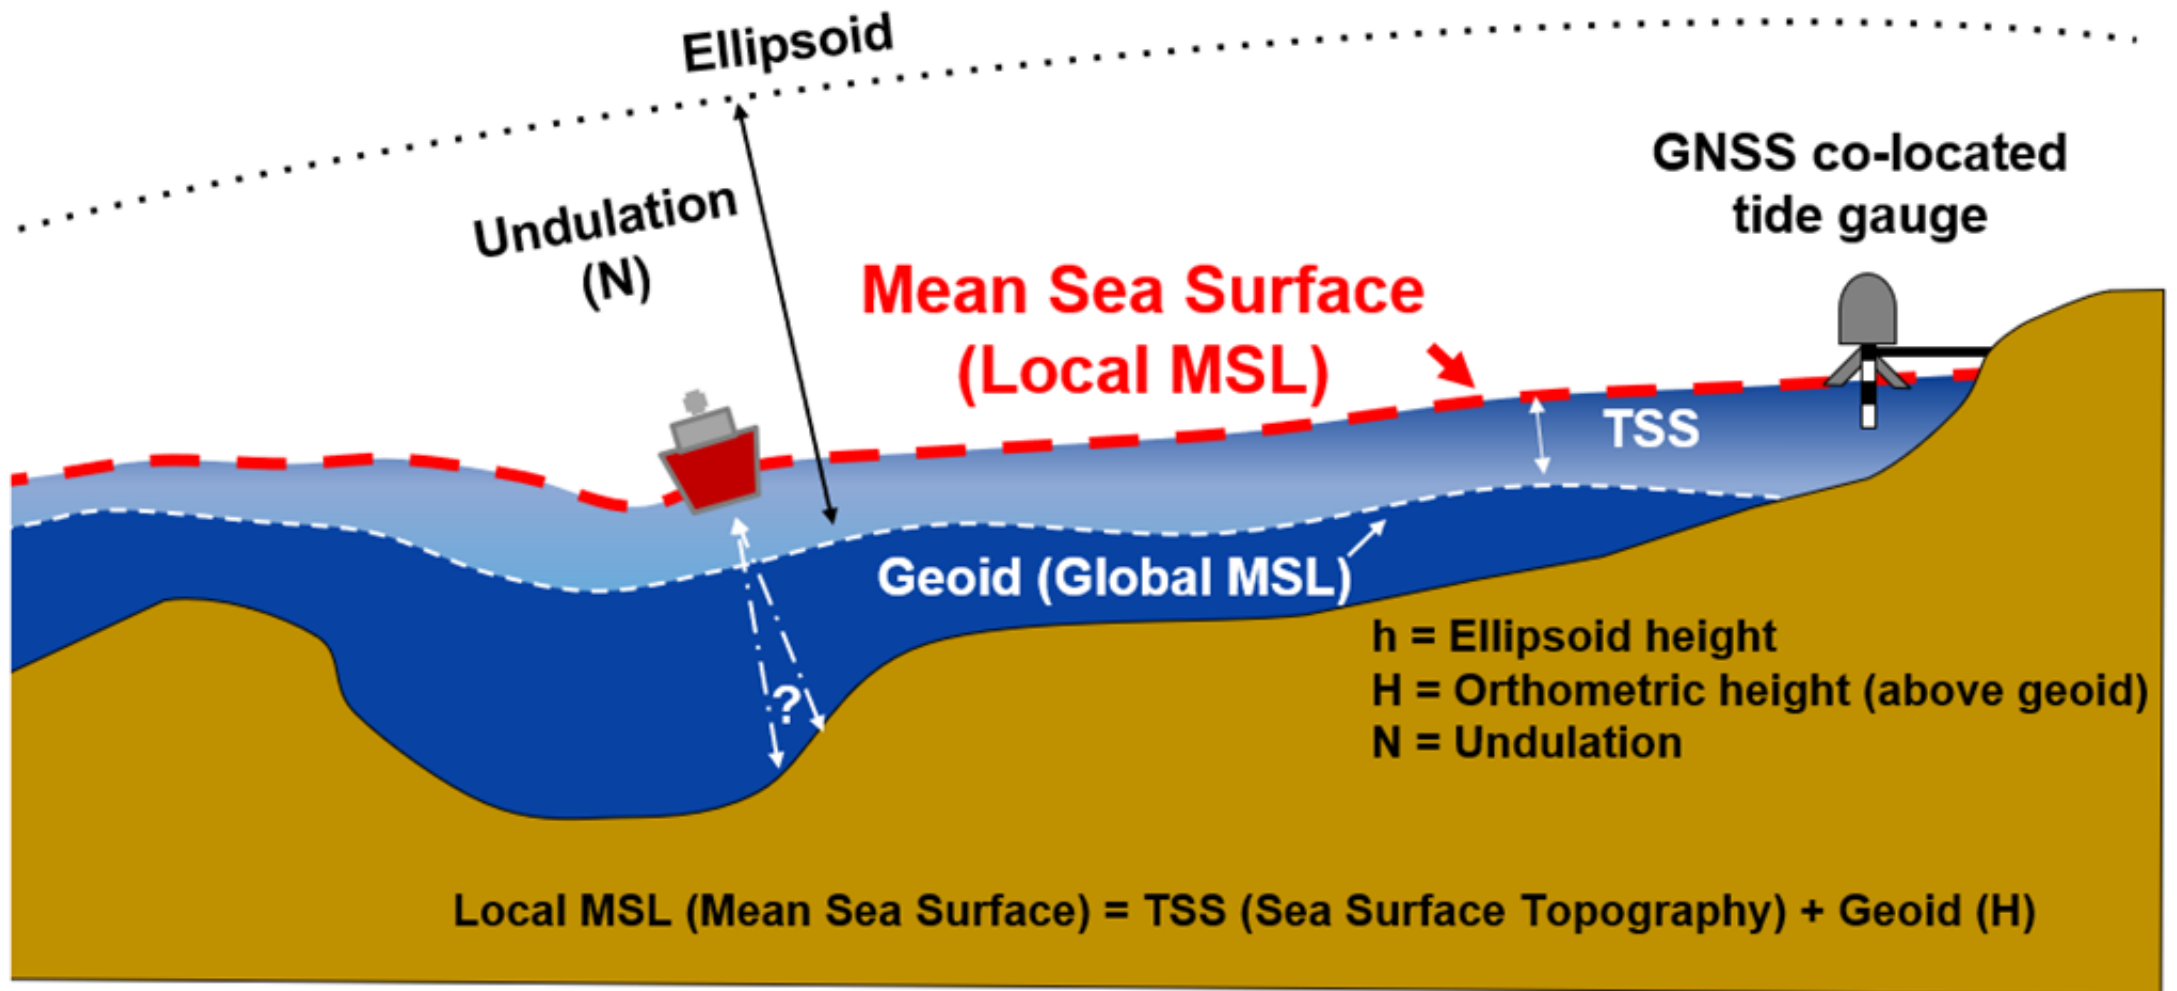 Ellipsoid
GNSS co-located
tide gauge
Undulation
(N)
Mean Sea Surface
(Local MSL)
TSS
Geoid (Global MSL)
?
h = Ellipsoid height
H = Orthometric height (above geoid)
N = Undulation
Local MSL (Mean Sea Surface) = TSS (Sea Surface Topography) + Geoid (H)